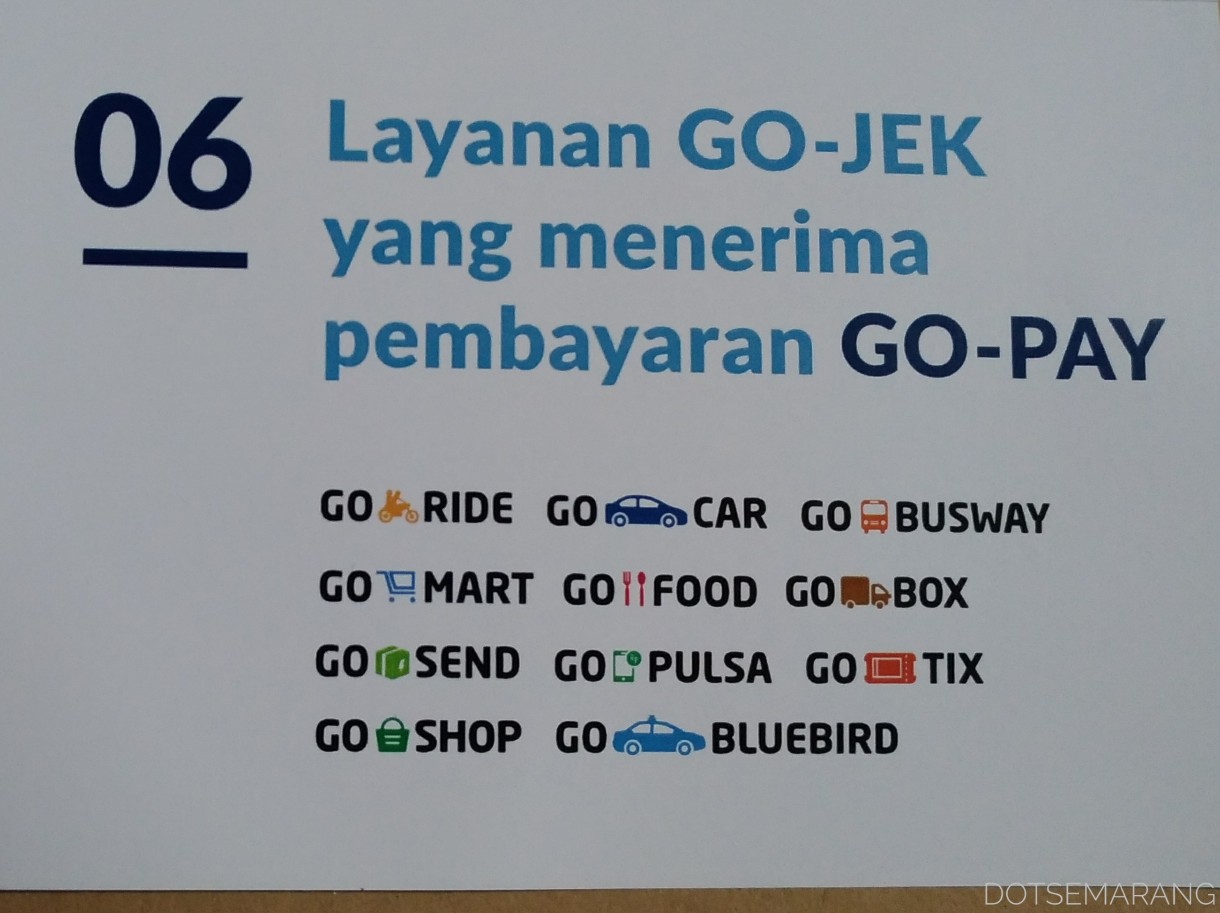 06
Layanan GO-JEK
yang menerima
pembayaran GO-PAY
GO RIDE GO CAR GO BUSWAY
GO MART GO FOOD GO BOX
GO SEND GO PULSA GO TIX
GO SHOP GO BLUEBIRD
DOTSEMARANG